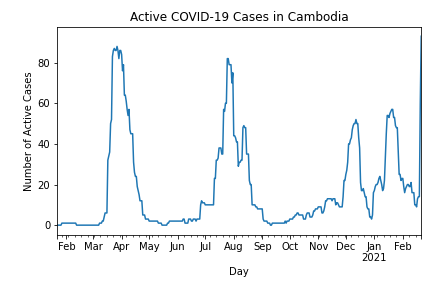 Active COVID-19 Cases in Cambodia
Number of Active Cases
80
60
40
20
0
Feb Mar Apr May Jun Jul Aug Sep Oct Nov Dec Jan Feb
2021
Day